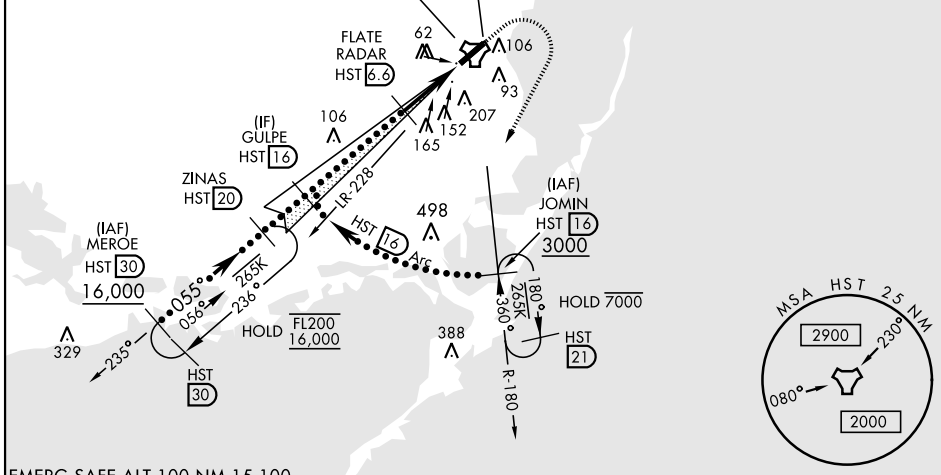 FLATE
RADAR
HST 6.6
62
106
93
207
152
165
(IF)
GULPE
HST 16
106
ZINAS
HST 20
LR-228
(IAF)
MEROE
HST 30
16,000
HST 16 Arc
498
(IAF)
JOMIN
HST 16
3000
055°
056°
265K
236°
235°
HOLD FL200
16,000
329
HST
30
388
360°
265K
180°
HOLD 7000
HST
21
R-180
MSA HST 25 NM
2900
230°
080°
2000
EMERG SAFE ALT 100 NM 15,100